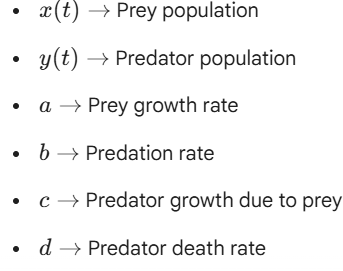 • x(t) → Prey population
• y(t) → Predator population
• a → Prey growth rate
• b → Predation rate
• c → Predator growth due to prey
• d → Predator death rate